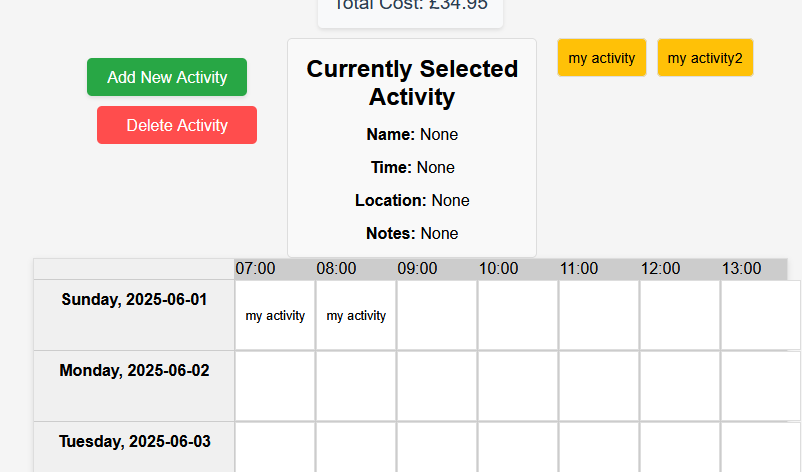 Total Cost: £34.95
Add New Activity
Delete Activity
Currently Selected
Activity
Name: None
Time: None
Location: None
Notes: None
my activity
my activity2
07:00 08:00 09:00 10:00 11:00 12:00 13:00
Sunday, 2025-06-01
my activity my activity
Monday, 2025-06-02
Tuesday, 2025-06-03